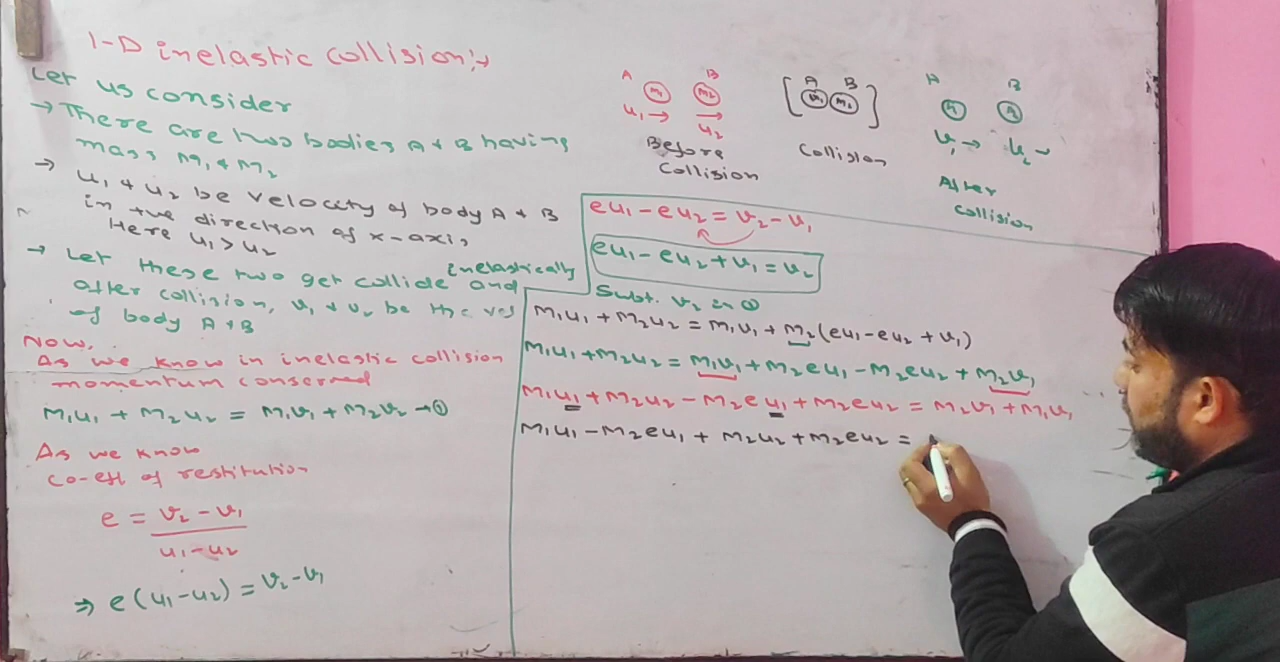 1-D inelastic collision:→
Let us consider
→ There are two bodies A & B having
mass m₁ & m₂
→ u₁ & u₂ be velocity of body A & B
in +ve direction of x-axis
Here u₁ > u₂
→ Let these two get collide inelastically and
after collision, v₁ & v₂ be the vel
of body A & B
Now,
As we know in inelastic collision
momentum conserved
m₁u₁ + m₂u₂ = m₁v₁ + m₂v₂ →①
As we know
co-eff of restitution
e = v₂ - v₁
u₁ - u₂
⇒ e(u₁ - u₂) = v₂ - v₁
A B
m₁ m₂
u₁ → → u₂
Before
Collision
[ A B ]
m₁ m₂
Collision
A B
v₁ →
After
Collision
eu₁ - eu₂ = v₂ - v₁
eu₁ - eu₂ + v₁ = v₂
Subst. v₂ in ①
m₁u₁ + m₂u₂ = m₁v₁ + m₂(eu₁ - eu₂ + v₁)
m₁u₁ + m₂u₂ = m₁v₁ + m₂eu₁ - m₂eu₂ + m₂v₁
m₁u₁ + m₂u₂ - m₂eu₁ + m₂eu₂ = m₂v₁ + m₁v₁
m₁u₁ - m₂eu₁ + m₂u₂ + m₂eu₂ =